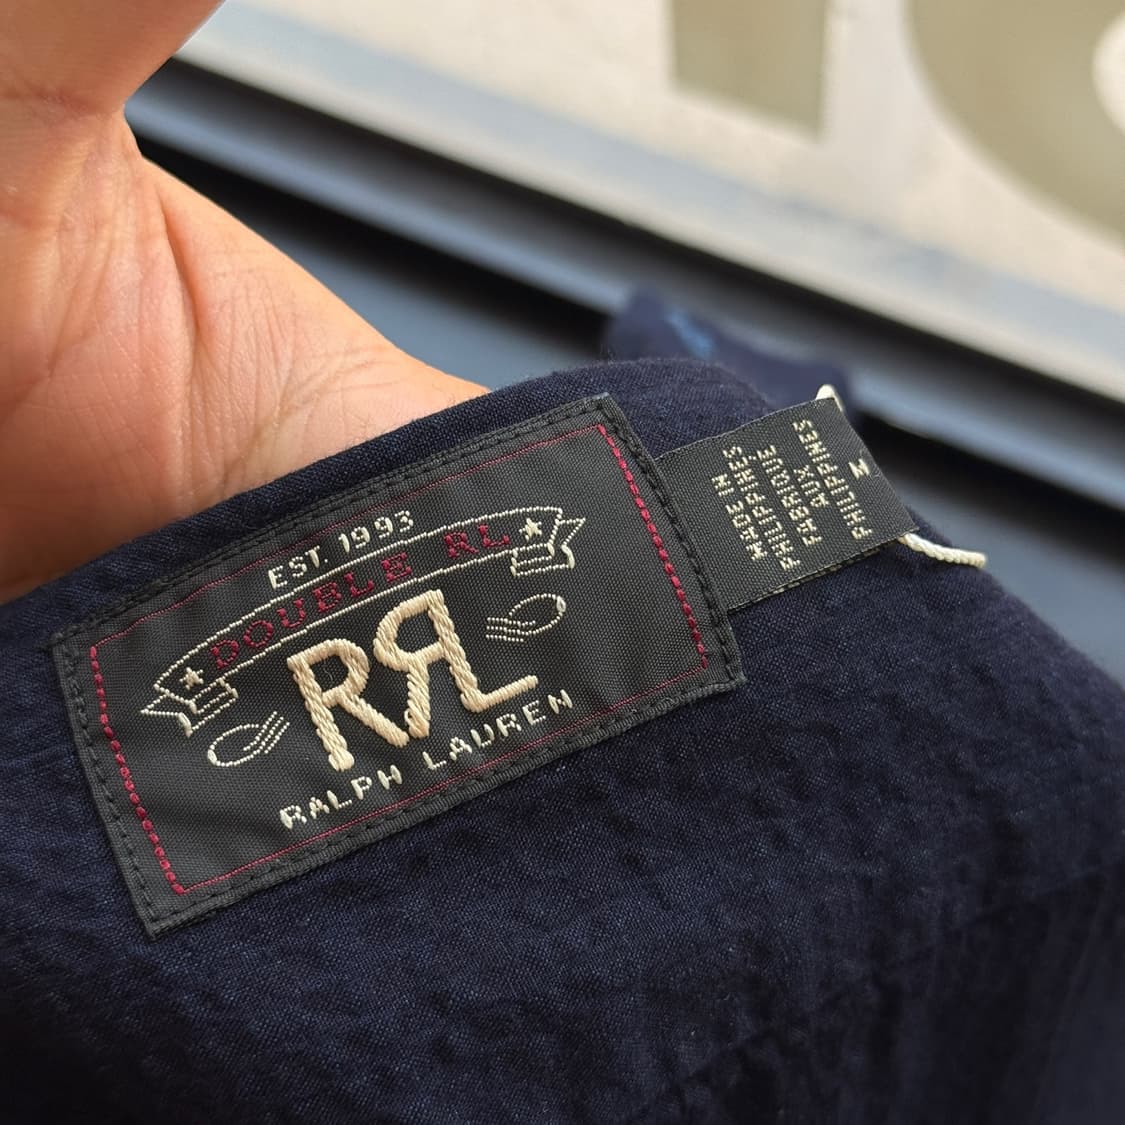 EST. 1993
DOUBLE RL
RRL
RALPH LAUREN
MADE IN
PHILIPPINES
FABRIQUE
AUX
PHILIPPINES
M